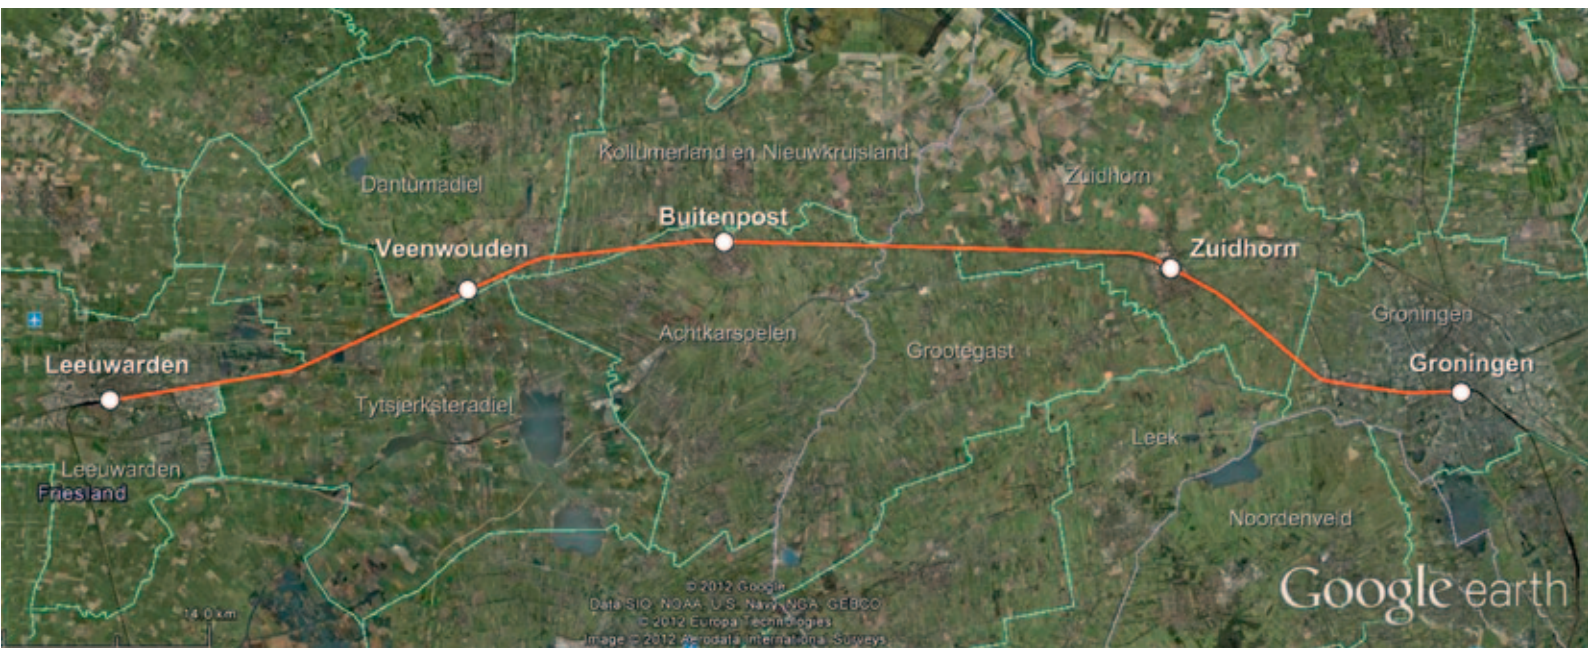 Kollumerland en Nieuwkruisland
Zuidhorn
Dantumadiel
Buitenpost
Veenwouden
Zuidhorn
Groningen
Achtkarspelen
Grootegast
Leeuwarden
Groningen
Tytsjerksteradiel
Leek
Leeuwarden
Friesland
Noordenveld
© 2012 Google
Data SIO, NOAA, U.S. Navy, NGA, GEBCO
© 2012 Europa Technologies
Image © 2012 Aerodata International Surveys
14.0 km
Google earth